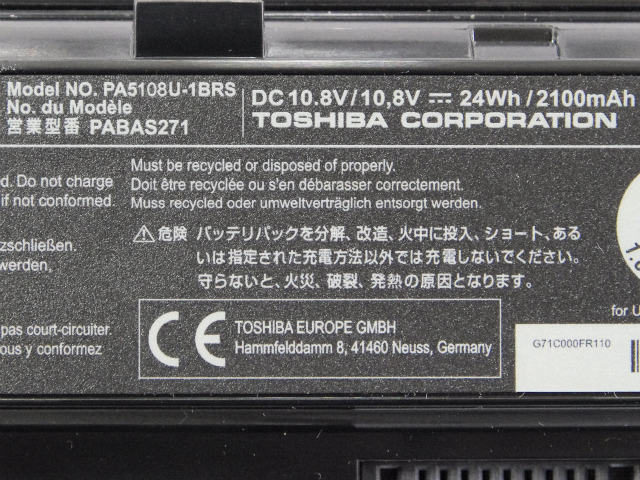 Model NO. PA5108U-1BRS
No. du Modèle
営業型番 PABAS271
DC 10.8V/10,8V ⎓ 24Wh/2100mAh
TOSHIBA CORPORATION
Must be recycled or disposed of properly.
d. Do not charge
Doit être recyclée ou s'en débarasser correctement.
if not conformed.
Muss recycled oder umweltverträglich entsorgt werden.
zschließen.
werden,
⚠危険 バッテリパックを分解、改造、火中に投入、ショート、ある
いは指定された充電方法以外では充電しないでください。
守らないと、火災、破裂、発熱の原因となります。
pas court-circuiter.
ous y conformez
CE
TOSHIBA EUROPE GMBH
Hammfelddamm 8, 41460 Neuss, Germany
for U
G71C000FR110